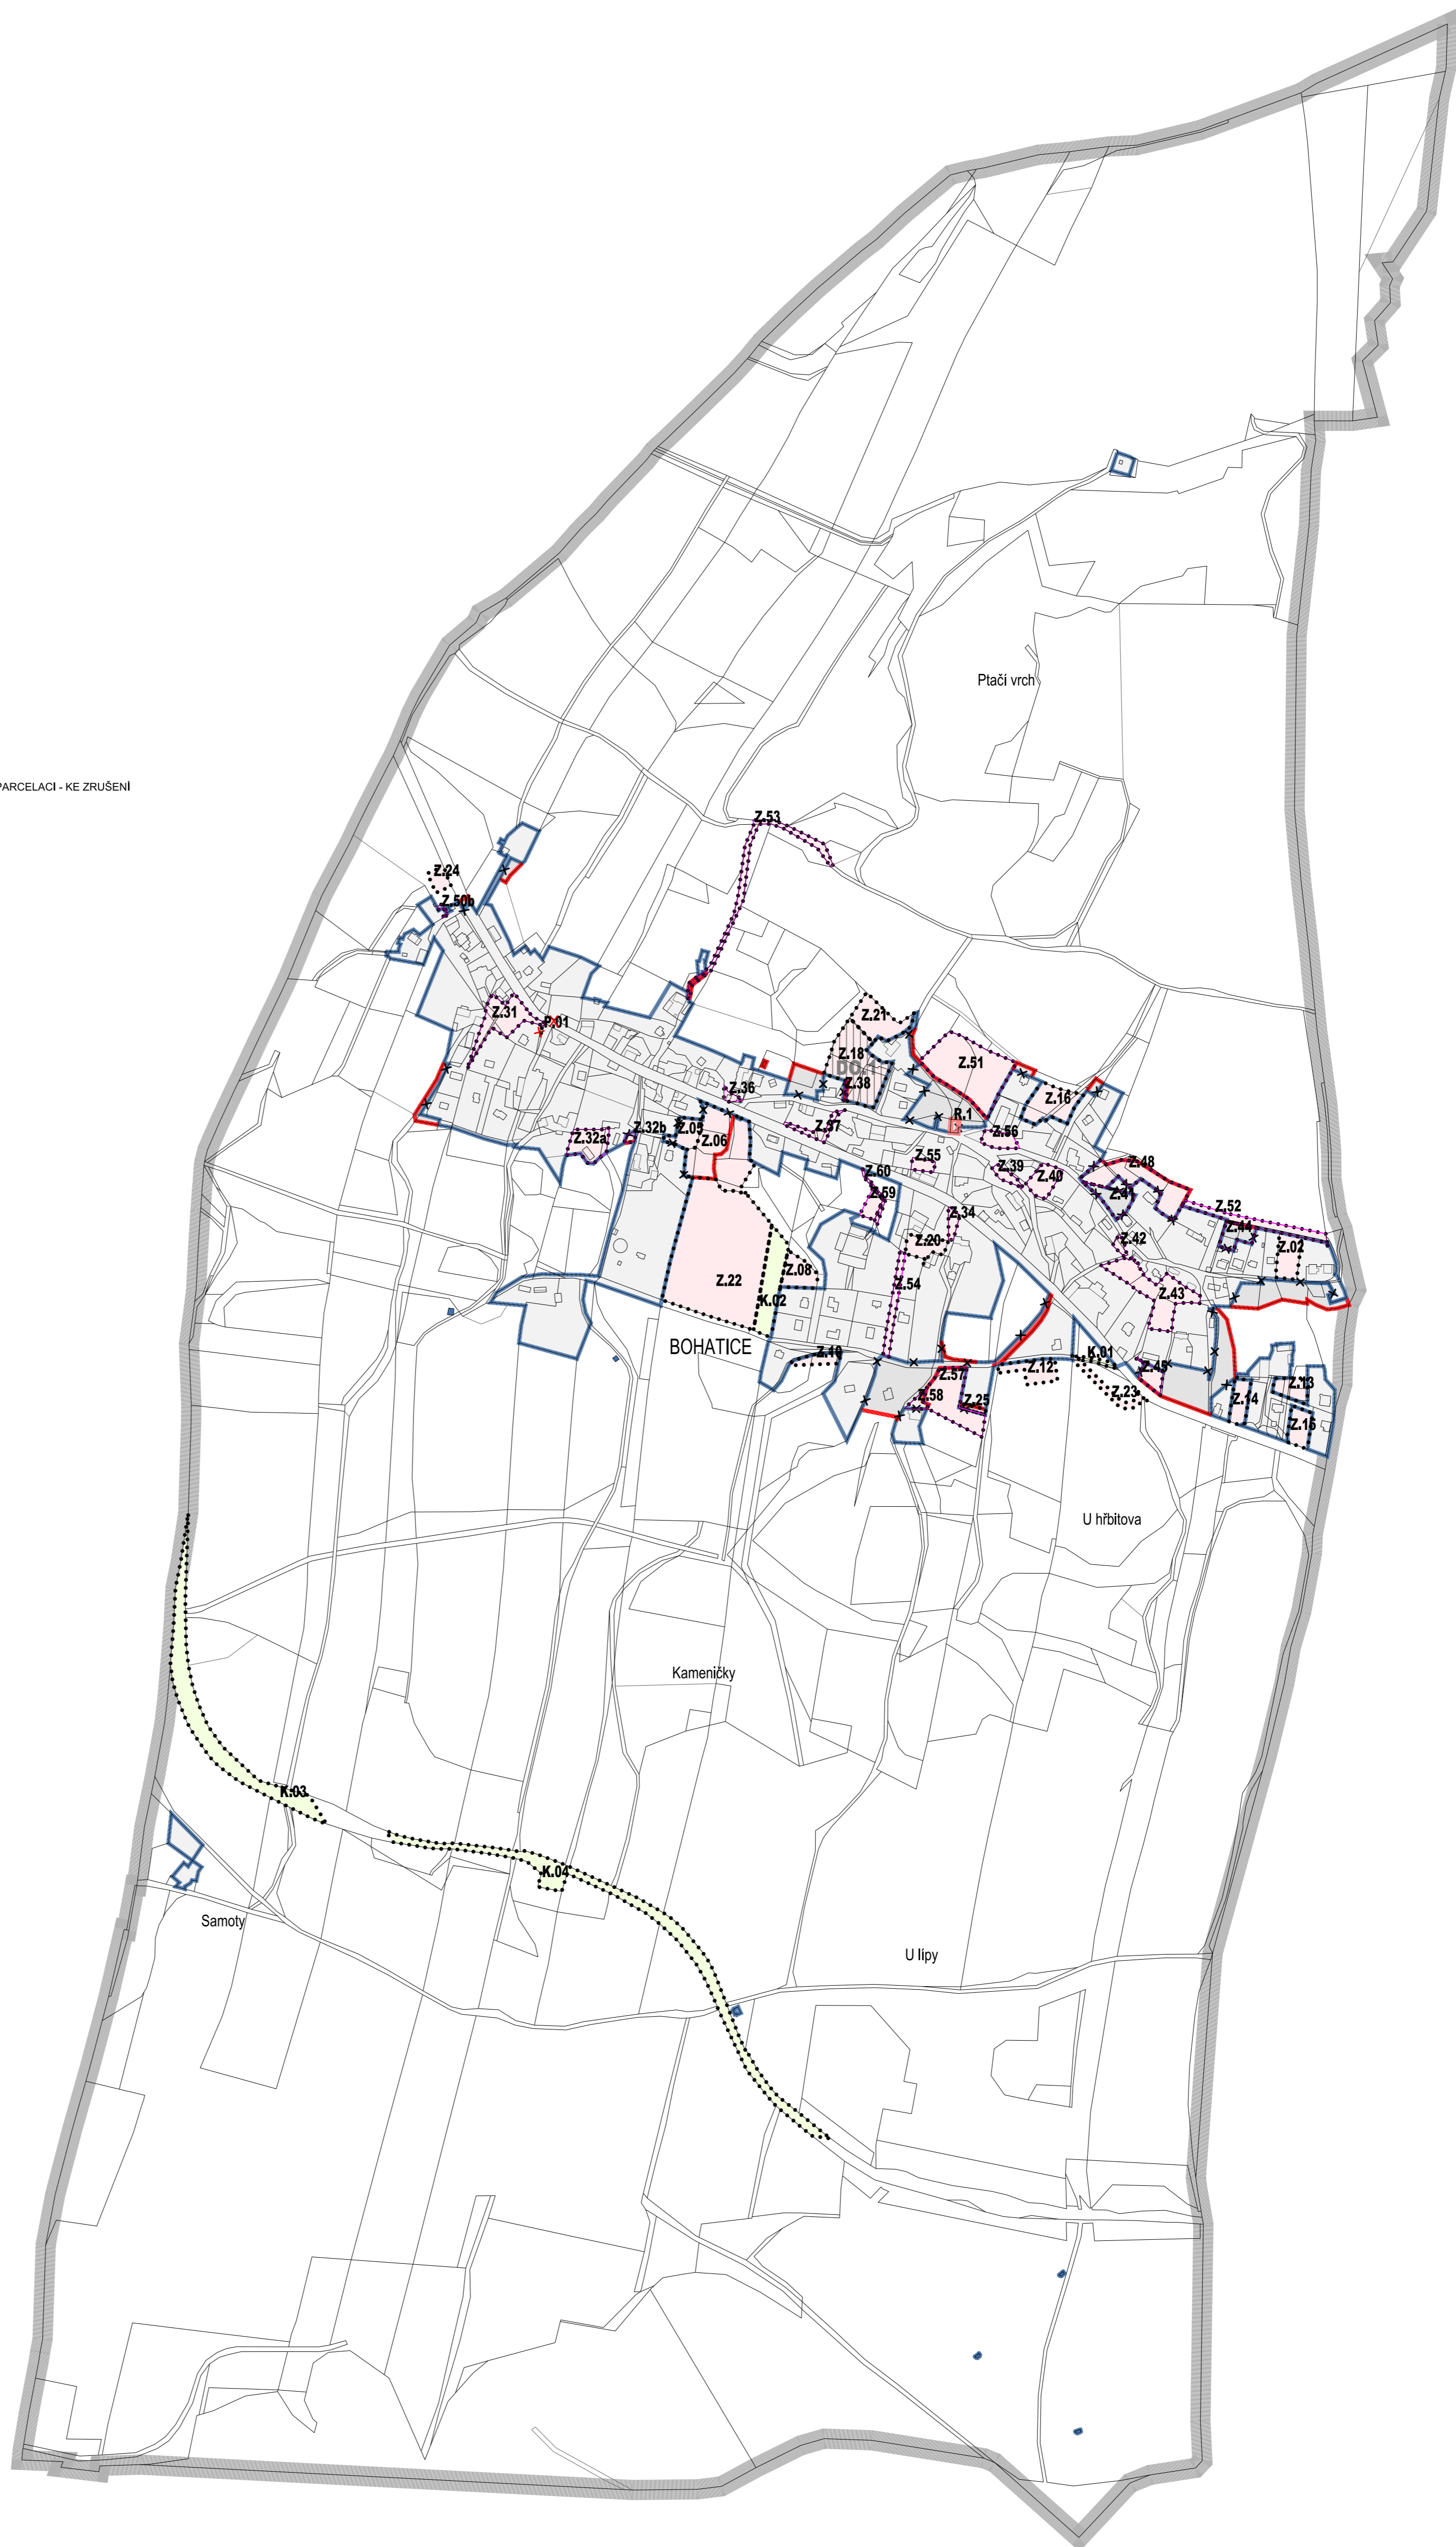 Ptačí vrch
PARCELACI - KE ZRUŠENÍ
Z.53
Z.24
Z.50b
Z.31
P.01
Z.21
Z.18
DO.1
Z.38
Z.51
Z.16
R.1
Z.36
Z.37
Z.56
Z.32a
Z.32b
Z.05
Z.06
Z.55
Z.39
Z.40
Z.48
Z.41
Z.60
Z.59
Z.34
Z.52
Z.44
Z.02
Z.20
Z.42
Z.22
Z.08
K.02
Z.54
Z.43
BOHATICE
Z.10
Z.12
K.01
Z.45
Z.57
Z.58
Z.25
Z.23
Z.14
Z.13
Z.15
U hřbitova
Kameničky
K.03
K.04
Samoty
U lípy